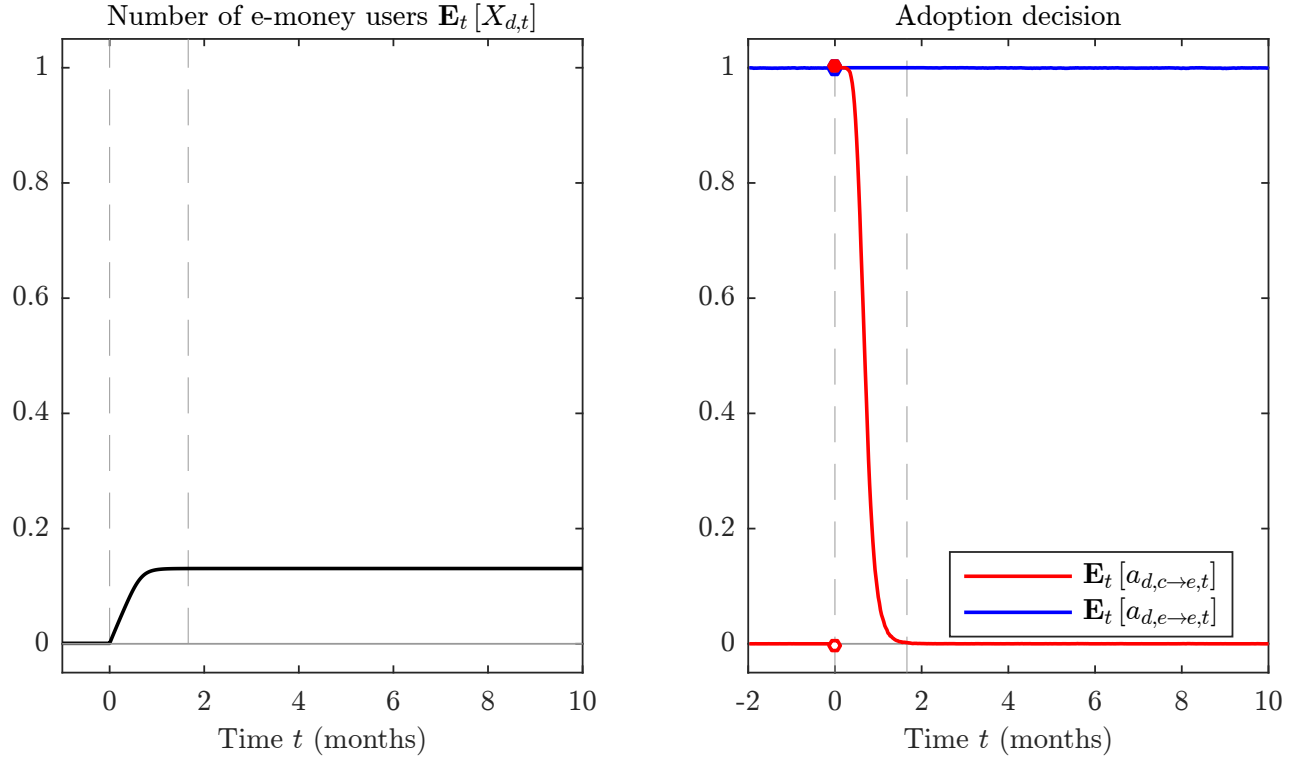 Number of e-money users E_t [X_{d,t}]
1
0.8
0.6
0.4
0.2
0
0 2 4 6 8 10
Time t (months)
Adoption decision
1
0.8
0.6
0.4
0.2
0
E_t [a_{d,c→e,t}]
E_t [a_{d,e→e,t}]
-2 0 2 4 6 8 10
Time t (months)